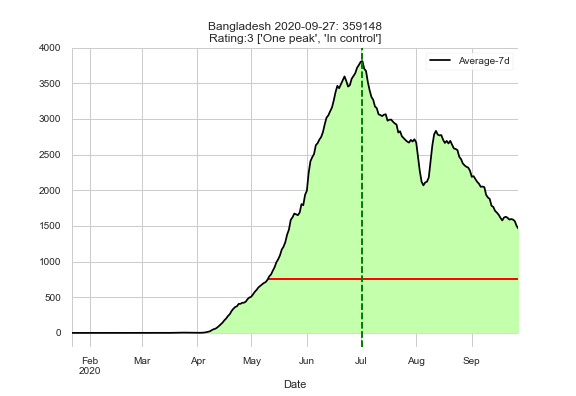 Bangladesh 2020-09-27: 359148
Rating:3 ['One peak', 'In control']
Average-7d
4000
3500
3000
2500
2000
1500
1000
500
0
Feb Mar Apr May Jun Jul Aug Sep
2020
Date